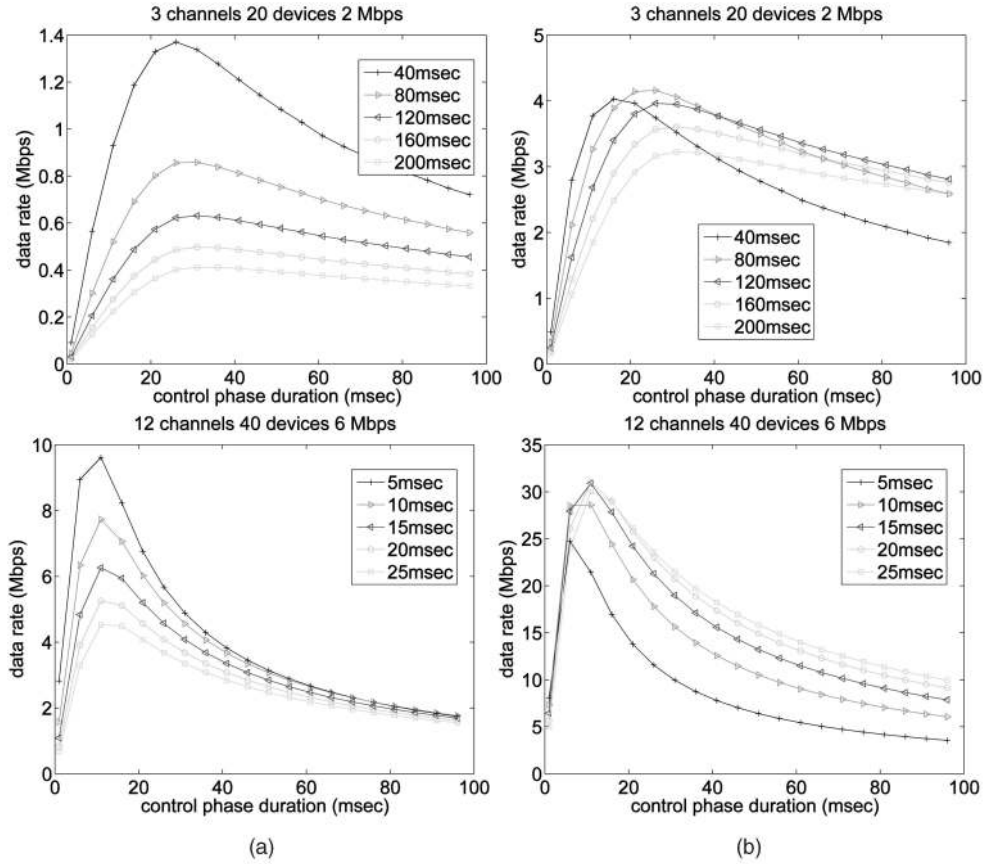 3 channels 20 devices 2 Mbps
1.4
1.2
1
0.8
0.6
0.4
0.2
0
data rate (Mbps)
40msec
80msec
120msec
160msec
200msec
0 20 40 60 80 100
control phase duration (msec)
3 channels 20 devices 2 Mbps
5
4
3
2
1
0
data rate (Mbps)
40msec
80msec
120msec
160msec
200msec
0 20 40 60 80 100
control phase duration (msec)
12 channels 40 devices 6 Mbps
10
8
6
4
2
0
data rate (Mbps)
5msec
10msec
15msec
20msec
25msec
0 20 40 60 80 100
control phase duration (msec)
(a)
12 channels 40 devices 6 Mbps
35
30
25
20
15
10
5
0
data rate (Mbps)
5msec
10msec
15msec
20msec
25msec
0 20 40 60 80 100
control phase duration (msec)
(b)